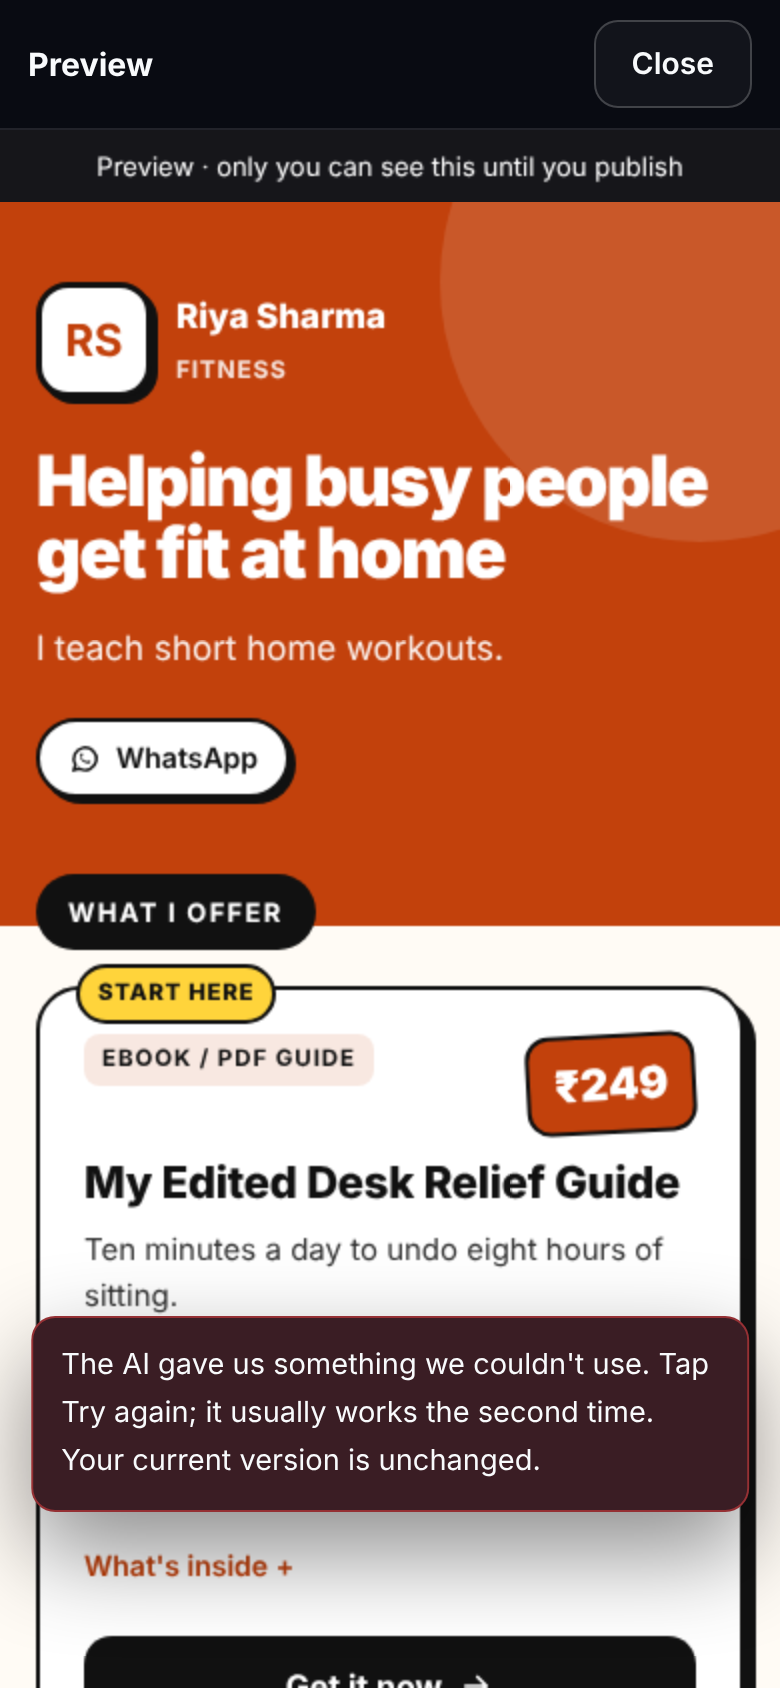 Preview
Close
Preview · only you can see this until you publish
RS
Riya Sharma
FITNESS
Helping busy people
get fit at home
I teach short home workouts.
WhatsApp
WHAT I OFFER
START HERE
EBOOK / PDF GUIDE
₹249
My Edited Desk Relief Guide
Ten minutes a day to undo eight hours of
sitting.
The AI gave us something we couldn't use. Tap
Try again; it usually works the second time.
Your current version is unchanged.
What's inside +
Get it now →